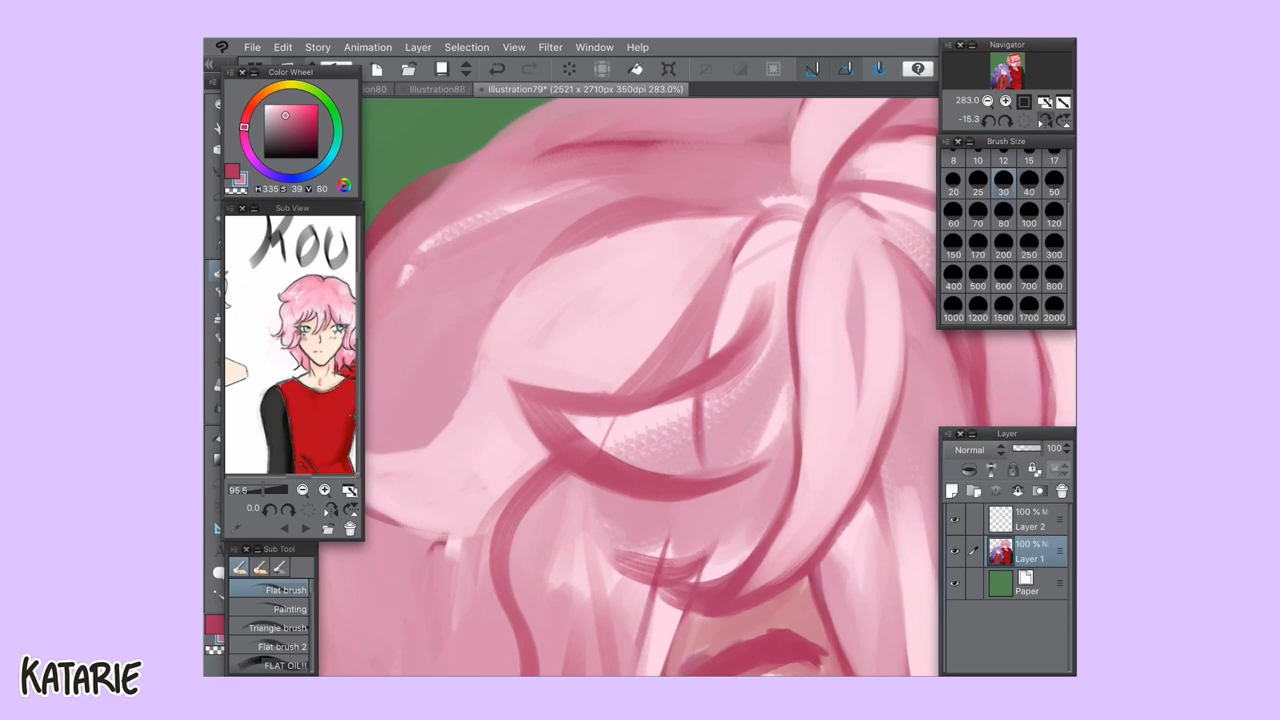 File Edit Story Animation Layer Selection View Filter Window Help
Navigator
Color Wheel
on80 Illustration88 Illustration79* (2521 x 2710px 350dpi 283.0%)
283.0
-15.3
Brush Size
8 10 12 15 17
20 25 30 40 50
60 70 80 100 120
150 170 200 250 300
400 500 600 700 800
1000 1200 1500 1700 2000
H 335 S 39 V 80
Sub View
Kou
95.5
0.0
Sub Tool
Flat brush
Painting
Triangle brush
Flat brush 2
FLAT OIL!!
Layer
Normal 100
100 % N
Layer 2
100 % N
Layer 1
Paper
KATARIE